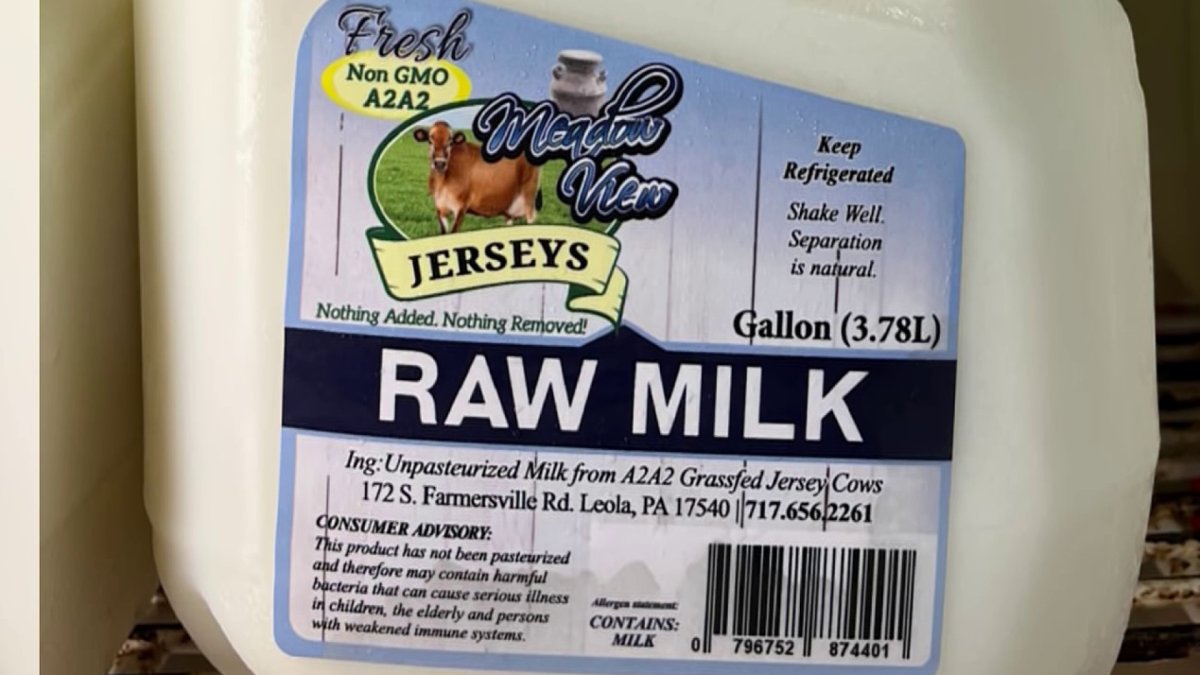 Fresh
Non GMO
A2A2
Meadow
View
JERSEYS
Nothing Added. Nothing Removed!
Keep
Refrigerated
Shake Well.
Separation
is natural.
Gallon (3.78L)
RAW MILK
Ing: Unpasteurized Milk from A2A2 Grassfed Jersey Cows
172 S. Farmersville Rd. Leola, PA 17540 | 717.656.2261
CONSUMER ADVISORY:
This product has not been pasteurized
and therefore may contain harmful
bacteria that can cause serious illness
in children, the elderly and persons
with weakened immune systems.
Allergen statement:
CONTAINS:
MILK
0 796752 874401